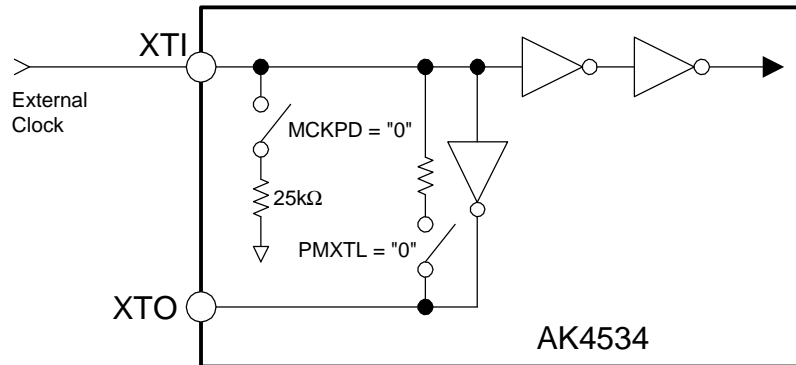 XTI
External
Clock
MCKPD = "0"
25kΩ
PMXTL = "0"
XTO
AK4534